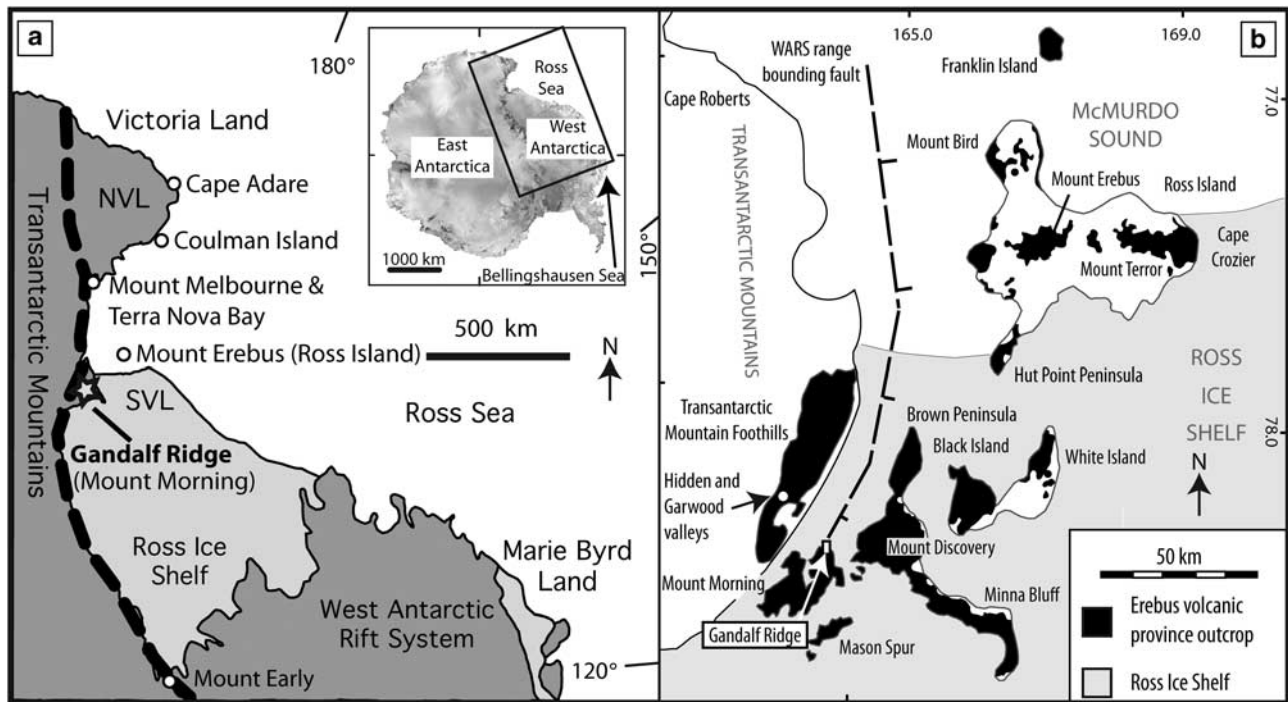 a
180°
Victoria Land
NVL
Cape Adare
Coulman Island
Mount Melbourne &
Terra Nova Bay
Mount Erebus (Ross Island)
500 km
N
Transantarctic Mountains
SVL
Ross Sea
Gandalf Ridge
(Mount Morning)
Ross Ice
Shelf
Marie Byrd
Land
West Antarctic
Rift System
Mount Early
120°
150°
Ross
Sea
East
Antarctica
West
Antarctica
1000 km
Bellingshausen Sea
b
165.0
169.0
77.0
78.0
WARS range
bounding fault
Franklin Island
Cape Roberts
TRANSANTARCTIC MOUNTAINS
McMURDO
SOUND
Mount Bird
Mount Erebus
Ross Island
Cape
Crozier
Mount Terror
Hut Point Peninsula
ROSS
ICE
SHELF
Transantarctic
Mountain Foothills
Brown Peninsula
Black Island
White Island
N
Hidden and
Garwood
valleys
Mount Discovery
Mount Morning
Minna Bluff
Gandalf Ridge
Mason Spur
50 km
Erebus volcanic
province outcrop
Ross Ice Shelf